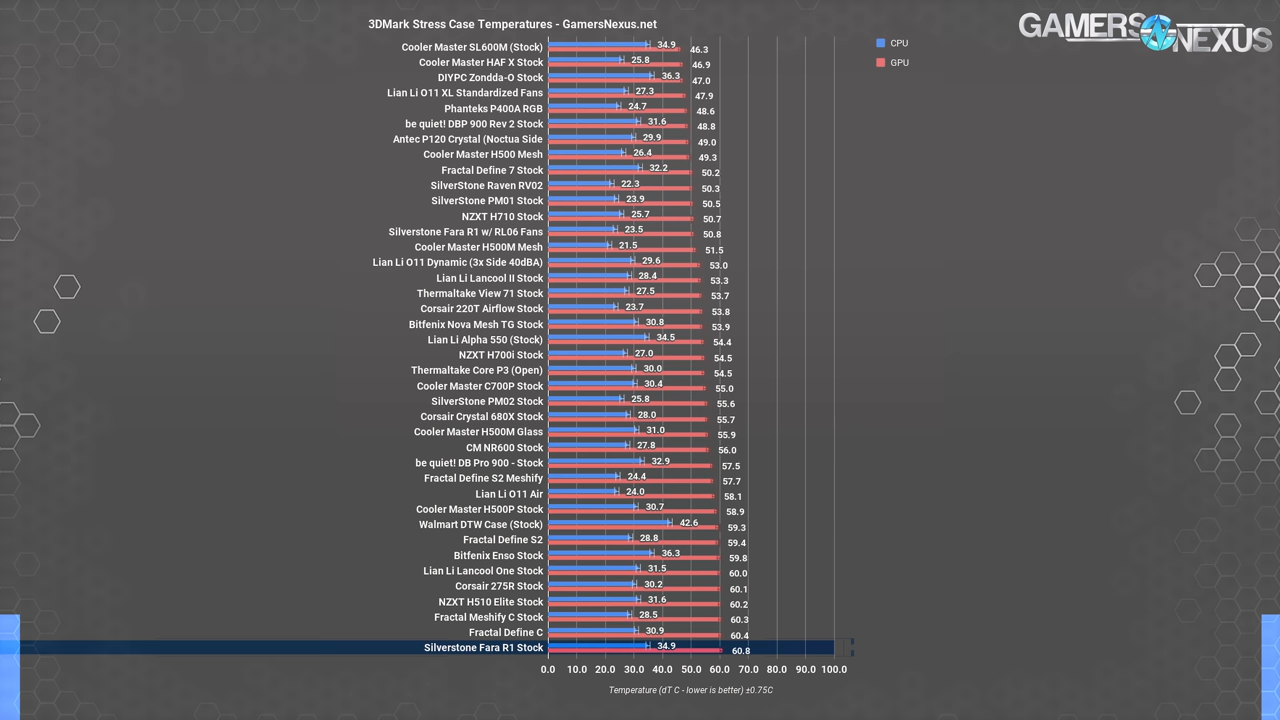 3DMark Stress Case Temperatures - GamersNexus.net
GAMERS NEXUS
CPU
GPU
Cooler Master SL600M (Stock) 34.9 46.3
Cooler Master HAF X Stock 25.8 46.9
DIYPC Zondda-O Stock 36.3 47.0
Lian Li O11 XL Standardized Fans 27.3 47.9
Phanteks P400A RGB 24.7 48.6
be quiet! DBP 900 Rev 2 Stock 31.6 48.8
Antec P120 Crystal (Noctua Side 29.9 49.0
Cooler Master H500 Mesh 26.4 49.3
Fractal Define 7 Stock 32.2 50.2
SilverStone Raven RV02 22.3 50.3
SilverStone PM01 Stock 23.9 50.5
NZXT H710 Stock 25.7 50.7
Silverstone Fara R1 w/ RL06 Fans 23.5 50.8
Cooler Master H500M Mesh 21.5 51.5
Lian Li O11 Dynamic (3x Side 40dBA) 29.6 53.0
Lian Li Lancool II Stock 28.4 53.3
Thermaltake View 71 Stock 27.5 53.7
Corsair 220T Airflow Stock 23.7 53.8
Bitfenix Nova Mesh TG Stock 30.8 53.9
Lian Li Alpha 550 (Stock) 34.5 54.4
NZXT H700i Stock 27.0 54.5
Thermaltake Core P3 (Open) 30.0 54.5
Cooler Master C700P Stock 30.4 55.0
SilverStone PM02 Stock 25.8 55.6
Corsair Crystal 680X Stock 28.0 55.7
Cooler Master H500M Glass 31.0 55.9
CM NR600 Stock 27.8 56.0
be quiet! DB Pro 900 - Stock 32.9 57.5
Fractal Define S2 Meshify 24.4 57.7
Lian Li O11 Air 24.0 58.1
Cooler Master H500P Stock 30.7 58.9
Walmart DTW Case (Stock) 42.6 59.3
Fractal Define S2 28.8 59.4
Bitfenix Enso Stock 36.3 59.8
Lian Li Lancool One Stock 31.5 60.0
Corsair 275R Stock 30.2 60.1
NZXT H510 Elite Stock 31.6 60.2
Fractal Meshify C Stock 28.5 60.3
Fractal Define C 30.9 60.4
Silverstone Fara R1 Stock 34.9 60.8
0.0 10.0 20.0 30.0 40.0 50.0 60.0 70.0 80.0 90.0 100.0
Temperature (dT C - lower is better) ±0.75C